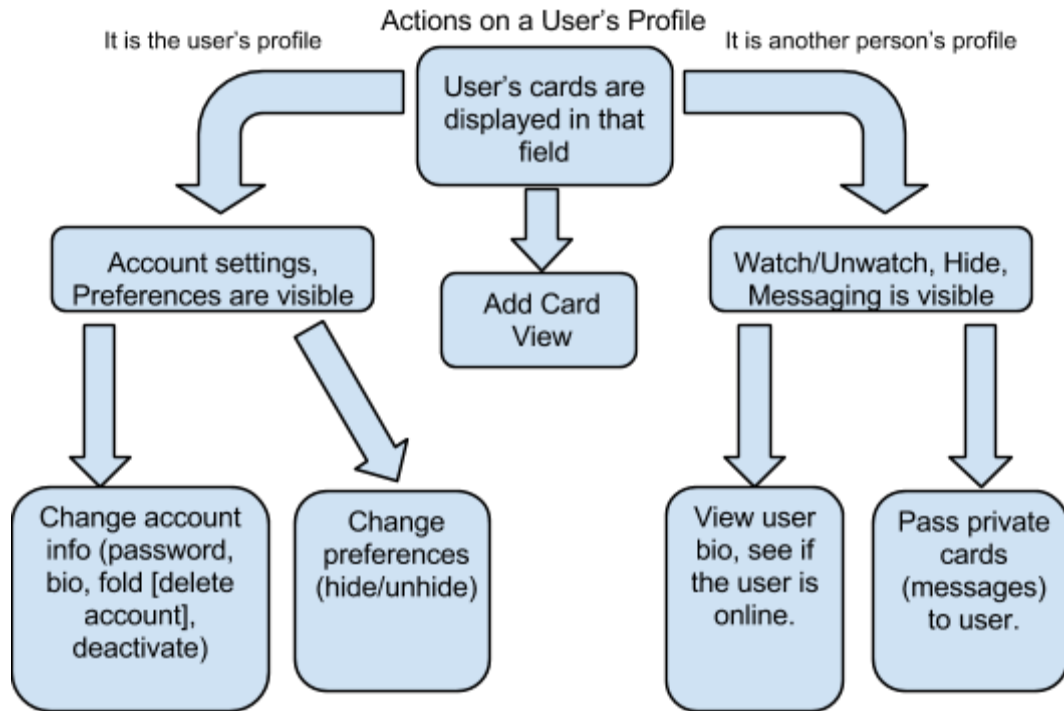 Actions on a User's Profile
It is the user's profile
It is another person's profile
User's cards are
displayed in that
field
Account settings,
Preferences are visible
Add Card
View
Watch/Unwatch, Hide,
Messaging is visible
Change account
info (password,
bio, fold [delete
account],
deactivate)
Change
preferences
(hide/unhide)
View user
bio, see if
the user is
online.
Pass private
cards
(messages)
to user.